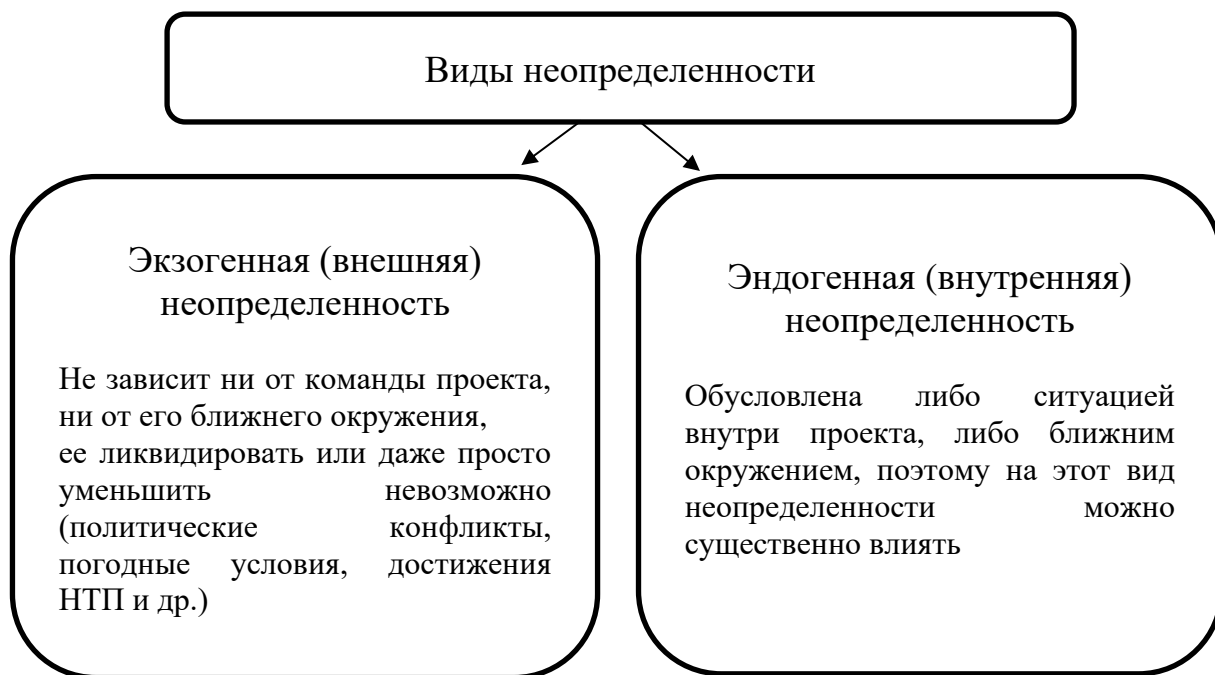 Виды неопределенности
Экзогенная (внешняя)
неопределенность
Не зависит ни от команды проекта,
ни от его ближнего окружения,
ее ликвидировать или даже просто
уменьшить невозможно
(политические конфликты,
погодные условия, достижения
НТП и др.)
Эндогенная (внутренняя)
неопределенность
Обусловлена либо ситуацией
внутри проекта, либо ближним
окружением, поэтому на этот вид
неопределенности можно
существенно влиять